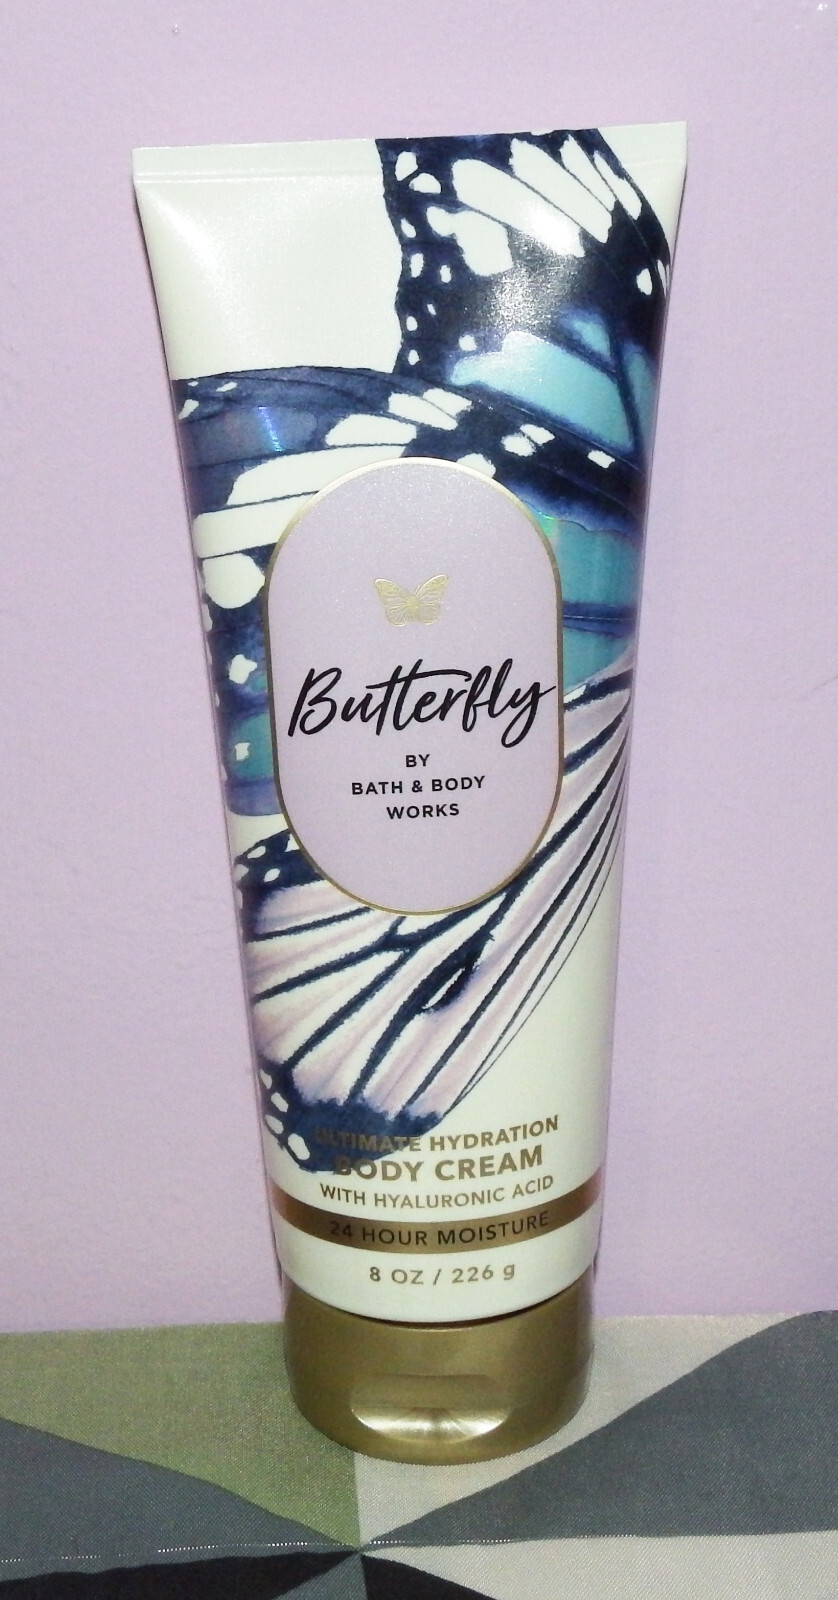 Butterfly
BY
BATH & BODY
WORKS
ULTIMATE HYDRATION
BODY CREAM
WITH HYALURONIC ACID
24 HOUR MOISTURE
8 OZ / 226 g